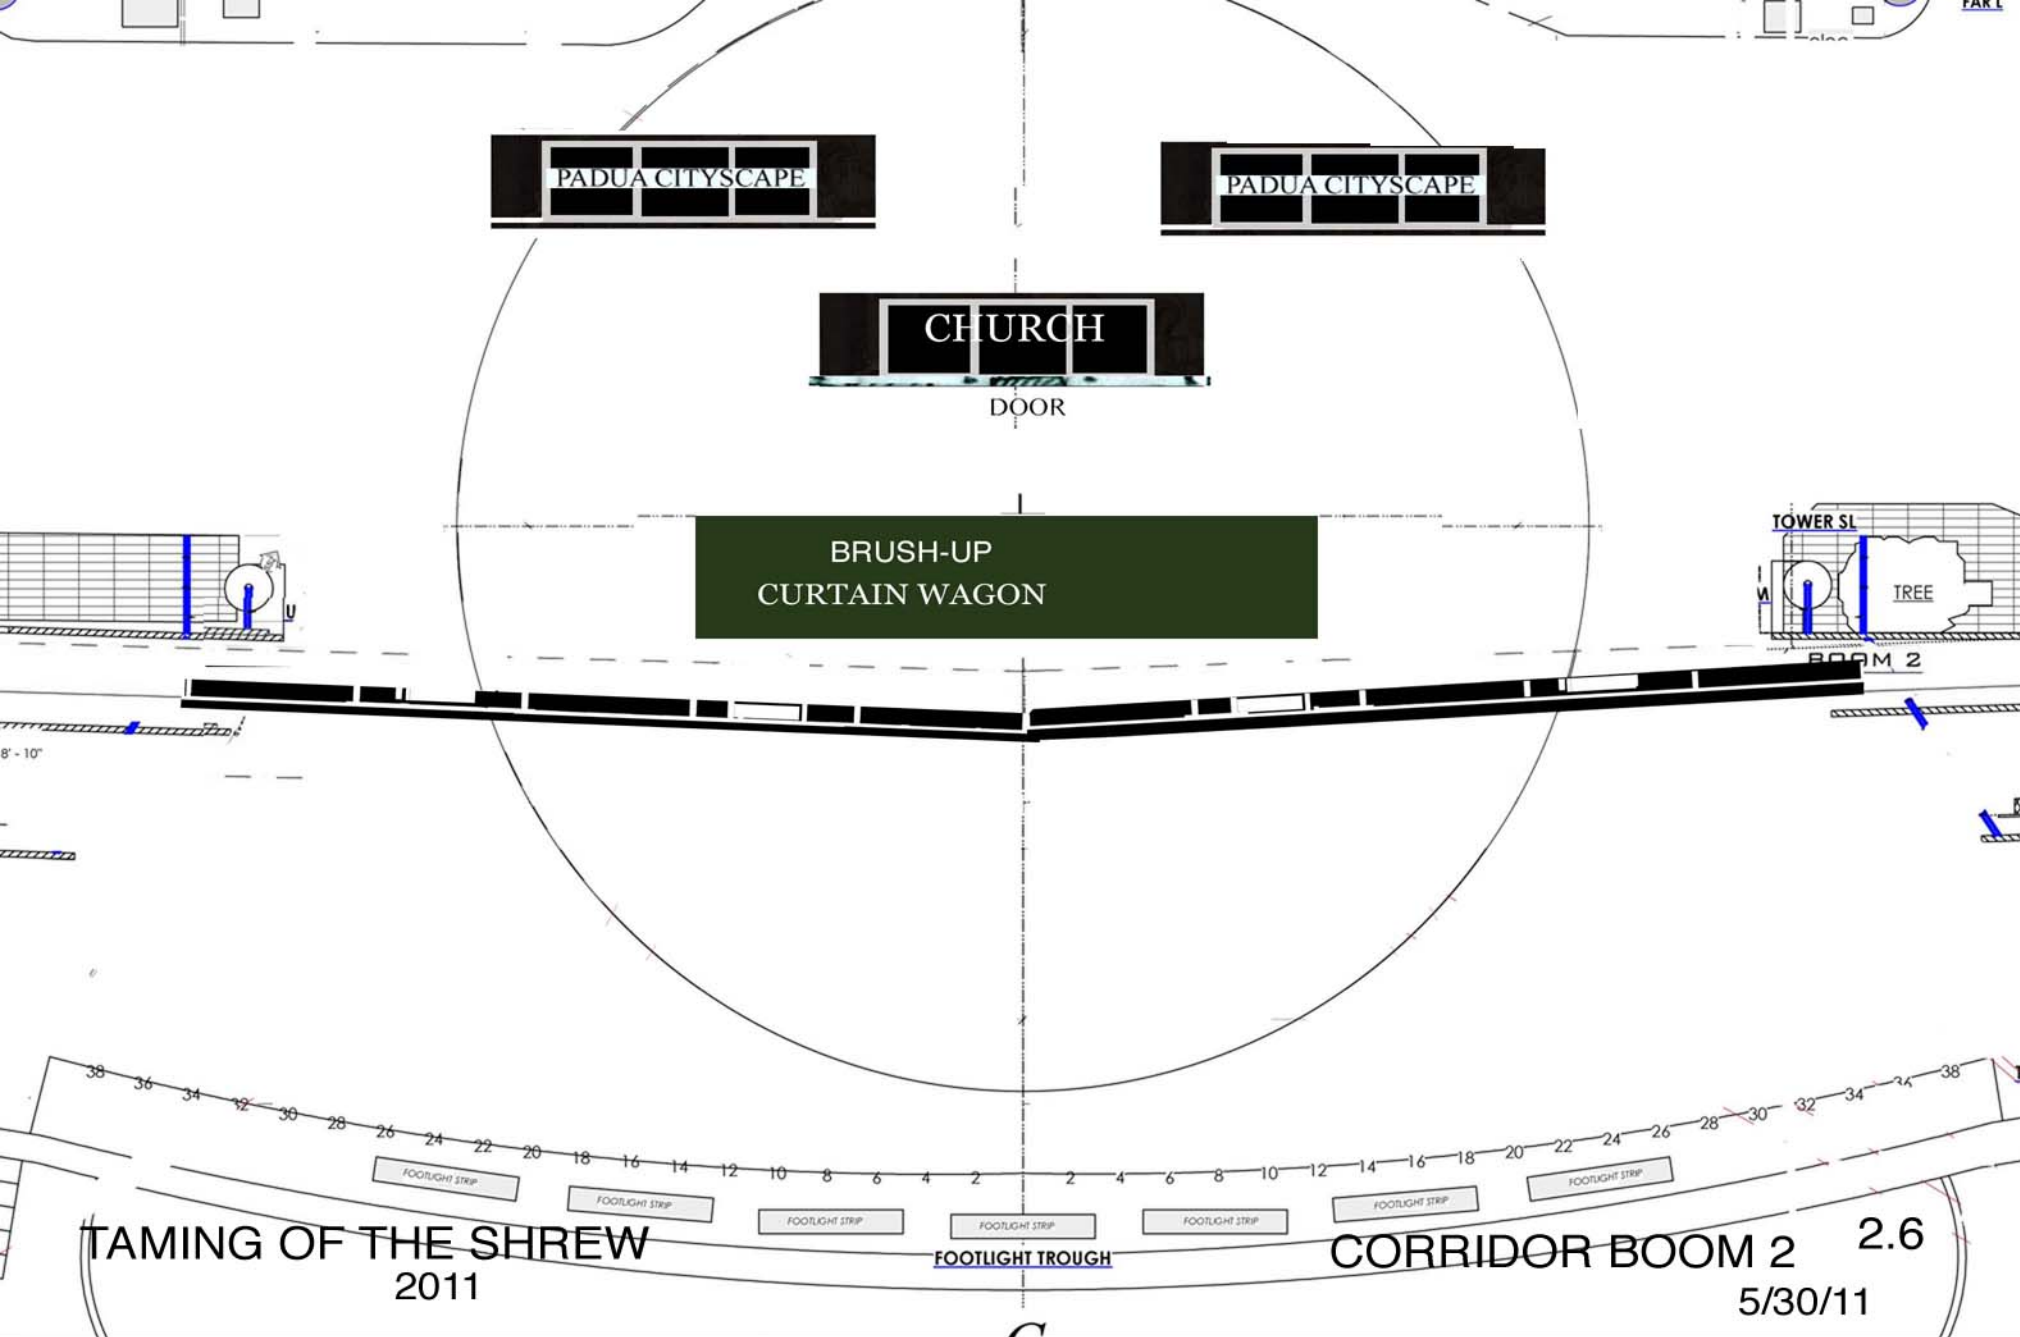 FAR L
PADUA CITYSCAPE
PADUA CITYSCAPE
CHURCH
DOOR
BRUSH-UP
CURTAIN WAGON
TOWER SL
TREE
U
BOOM 2
8' - 10"
38 36 34 32 30 28 26 24 22 20 18 16 14 12 10 8 6 4 2 2 4 6 8 10 12 14 16 18 20 22 24 26 28 30 32 34 36 38
FOOTLIGHT STRIP
FOOTLIGHT STRIP
FOOTLIGHT STRIP
FOOTLIGHT STRIP
FOOTLIGHT STRIP
FOOTLIGHT STRIP
FOOTLIGHT STRIP
FOOTLIGHT TROUGH
TAMING OF THE SHREW
2011
CORRIDOR BOOM 2
2.6
5/30/11